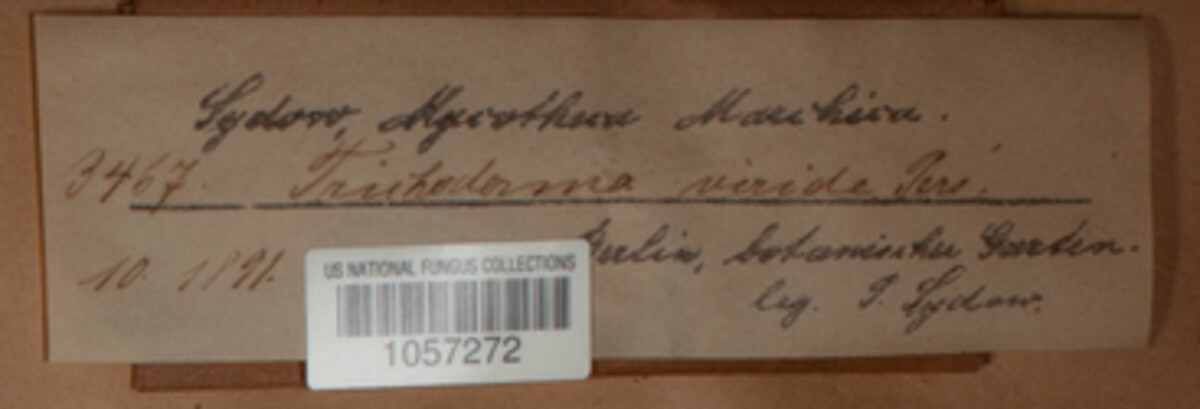 Sydow, Mycotheca Marchica.
3467. Trichoderma viride Pers.
10. 1891. Berlin, botanischer Garten.
leg. P. Sydow.
US NATIONAL FUNGUS COLLECTIONS
1057272